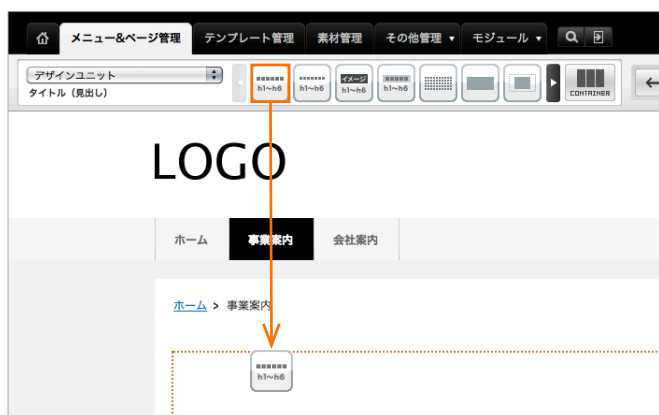 メニュー&ページ管理 テンプレート管理 素材管理 その他管理 ▼ モジュール ▼
デザインユニット
タイトル（見出し）
h1~h6 h1~h6 イメージ h1~h6 h1~h6 CONTAINER
LOGO
ホーム 事業案内 会社案内
ホーム > 事業案内
h1~h6